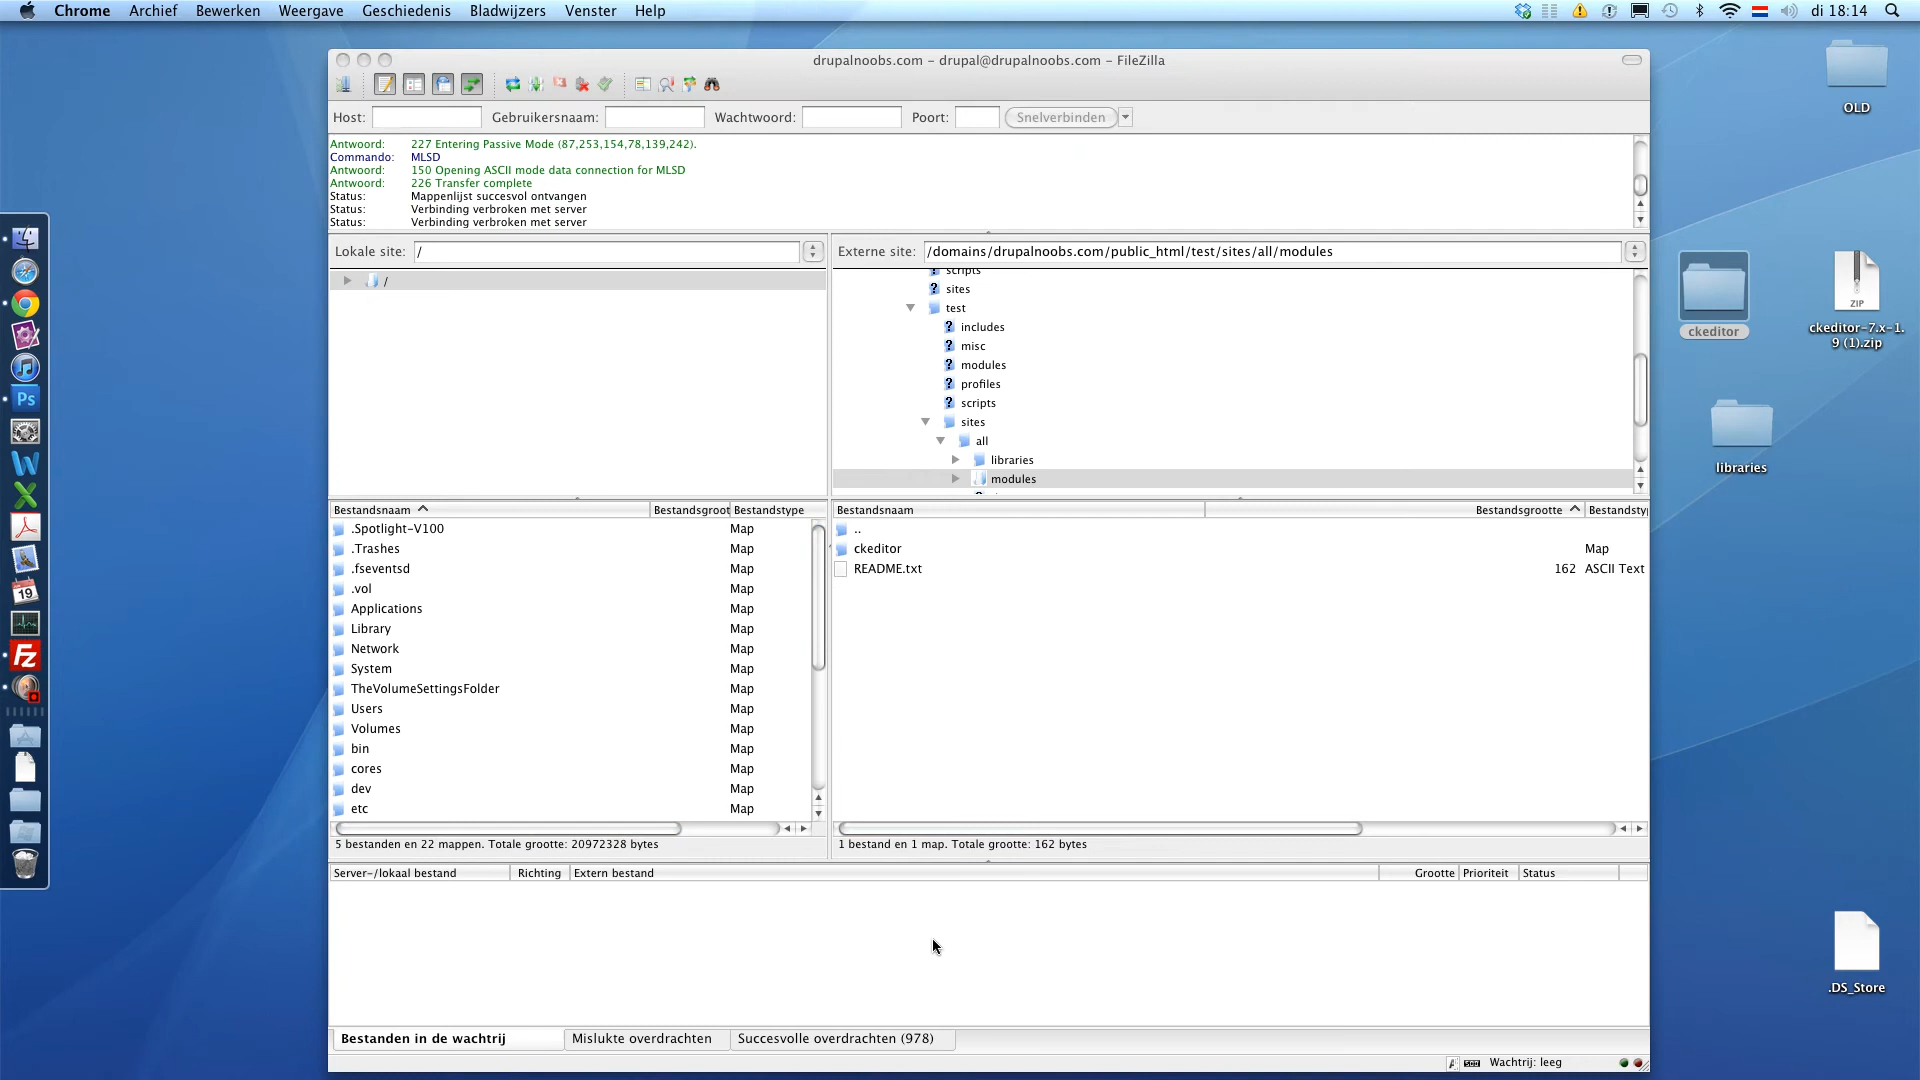 Chrome Archief Bewerken Weergave Geschiedenis Bladwijzers Venster Help
di 18:14
drupalnoobs.com – drupal@drupalnoobs.com – FileZilla
Host: Gebruikersnaam: Wachtwoord: Poort: Snelverbinden
Antwoord: 227 Entering Passive Mode (87,253,154,78,139,242).
Commando: MLSD
Antwoord: 150 Opening ASCII mode data connection for MLSD
Antwoord: 226 Transfer complete
Status: Mappenlijst succesvol ontvangen
Status: Verbinding verbroken met server
Status: Verbinding verbroken met server
Lokale site: /
/
Externe site: /domains/drupalnoobs.com/public_html/test/sites/all/modules
scripts
sites
test
includes
misc
modules
profiles
scripts
sites
all
libraries
modules
Bestandsnaam Bestandsgroot Bestandstype
.Spotlight-V100 Map
.Trashes Map
.fseventsd Map
.vol Map
Applications Map
Library Map
Network Map
System Map
TheVolumeSettingsFolder Map
Users Map
Volumes Map
bin Map
cores Map
dev Map
etc Map
5 bestanden en 22 mappen. Totale grootte: 20972328 bytes
Bestandsnaam Bestandsgrootte Bestandsty
..
ckeditor Map
README.txt 162 ASCII Text
1 bestand en 1 map. Totale grootte: 162 bytes
Server-/lokaal bestand Richting Extern bestand Grootte Prioriteit Status
Bestanden in de wachtrij Mislukte overdrachten Succesvolle overdrachten (978)
Wachtrij: leeg
OLD
ckeditor
ZIP
ckeditor-7.x-1.
9 (1).zip
libraries
.DS_Store
Ps
W
X
19
Fz